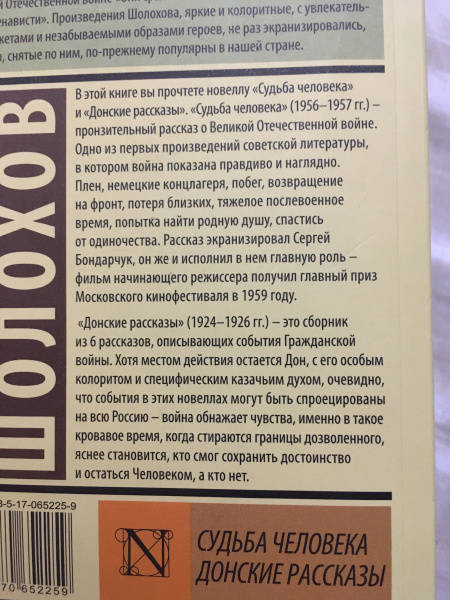 й Отечественной войне
нависти». Произведения Шолохова, яркие и колоритные, с увлекатель-
жетами и незабываемыми образами героев, не раз экранизировались,
ы, снятые по ним, по-прежнему популярны в нашей стране.
ШОЛОХОВ
В этой книге вы прочтете новеллу «Судьба человека»
и «Донские рассказы». «Судьба человека» (1956–1957 гг.) –
пронзительный рассказ о Великой Отечественной войне.
Одно из первых произведений советской литературы,
в котором война показана правдиво и наглядно.
Плен, немецкие концлагеря, побег, возвращение
на фронт, потеря близких, тяжелое послевоенное
время, попытка найти родную душу, спастись
от одиночества. Рассказ экранизировал Сергей
Бондарчук, он же и исполнил в нем главную роль –
фильм начинающего режиссера получил главный приз
Московского кинофестиваля в 1959 году.
«Донские рассказы» (1924–1926 гг.) – это сборник
из 6 рассказов, описывающих события Гражданской
войны. Хотя местом действия остается Дон, с его особым
колоритом и специфическим казачьим духом, очевидно,
что события в этих новеллах могут быть спроецированы
на всю Россию – война обнажает чувства, именно в такое
кровавое время, когда стираются границы дозволенного,
яснее становится, кто смог сохранить достоинство
и остаться Человеком, а кто нет.
8-5-17-065225-9
70 652259
N
СУДЬБА ЧЕЛОВЕКА
ДОНСКИЕ РАССКАЗЫ